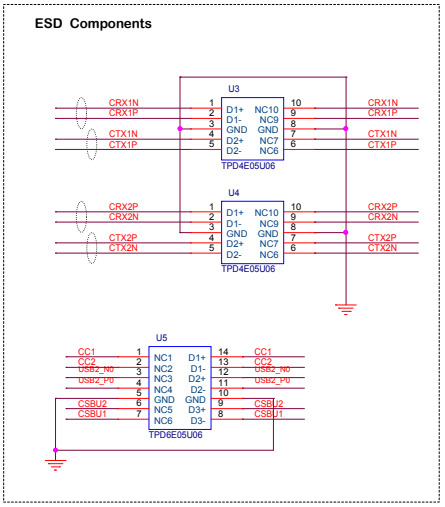 ESD Components
U3
CRX1N 1 D1+ NC10 10 CRX1N
CRX1P 2 D1- NC9 9 CRX1P
3 GND GND 8
CTX1N 4 D2+ NC7 7 CTX1N
CTX1P 5 D2- NC6 6 CTX1P
TPD4E05U06
U4
CRX2P 1 D1+ NC10 10 CRX2P
CRX2N 2 D1- NC9 9 CRX2N
3 GND GND 8
CTX2P 4 D2+ NC7 7 CTX2P
CTX2N 5 D2- NC6 6 CTX2N
TPD4E05U06
U5
CC1 1 NC1 D1+ 14 CC1
CC2 2 NC2 D1- 13 CC2
USB2_N0 3 NC3 D2+ 12 USB2_N0
USB2_P0 4 NC4 D2- 11 USB2_P0
5 GND GND 10
CSBU2 6 NC5 D3+ 9 CSBU2
CSBU1 7 NC6 D3- 8 CSBU1
TPD6E05U06